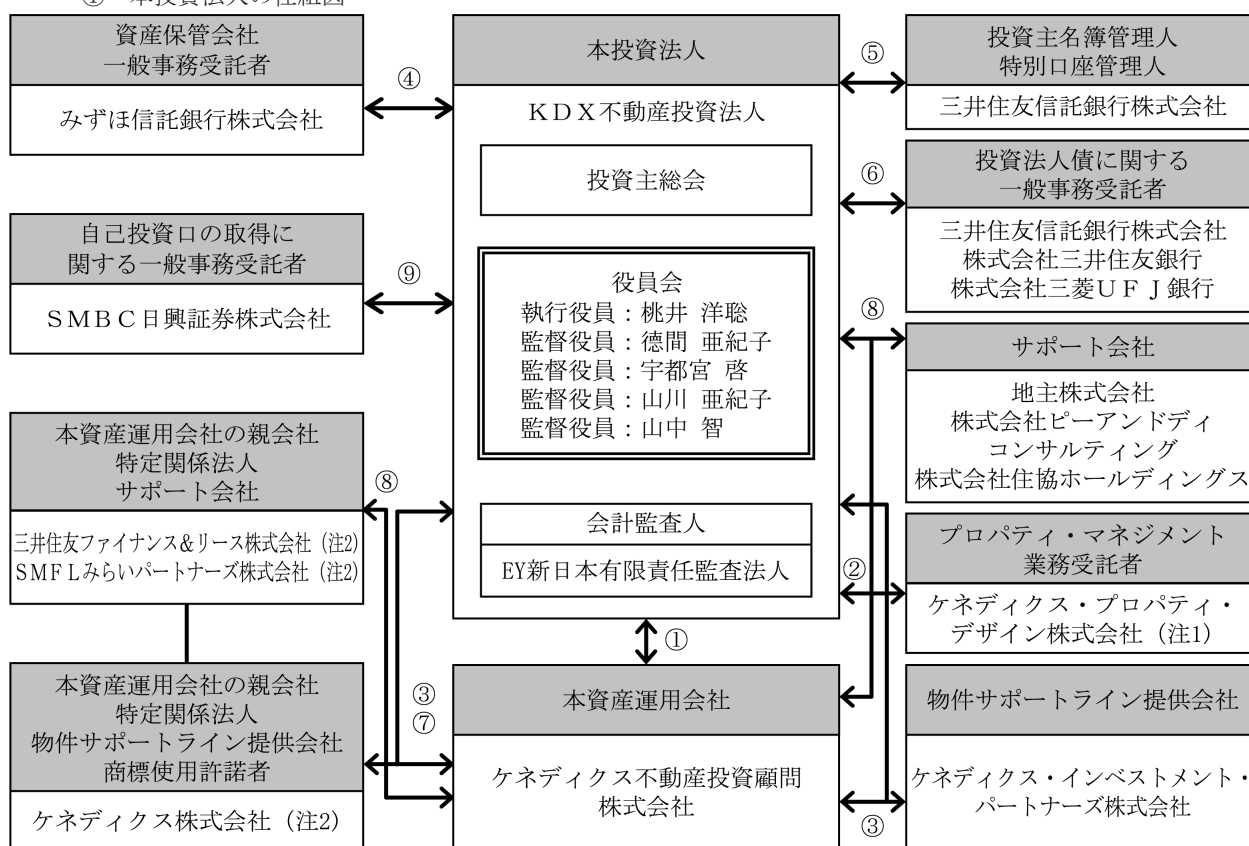 ① 本投資法人の仕組図
資産保管会社
一般事務受託者
みずほ信託銀行株式会社
④
自己投資口の取得に
関する一般事務受託者
SMBC日興証券株式会社
⑨
本資産運用会社の親会社
特定関係法人
サポート会社
三井住友ファイナンス&リース株式会社（注2）
SMFLみらいパートナーズ株式会社（注2）
⑧
本資産運用会社の親会社
特定関係法人
物件サポートライン提供会社
商標使用許諾者
ケネディクス株式会社（注2）
③
⑦
本投資法人
KDX不動産投資法人
投資主総会
役員会
執行役員：桃井 洋聡
監督役員：徳間 亜紀子
監督役員：宇都宮 啓
監督役員：山川 亜紀子
監督役員：山中 智
会計監査人
EY新日本有限責任監査法人
①
本資産運用会社
ケネディクス不動産投資顧問
株式会社
⑤
投資主名簿管理人
特別口座管理人
三井住友信託銀行株式会社
⑥
投資法人債に関する
一般事務受託者
三井住友信託銀行株式会社
株式会社三井住友銀行
株式会社三菱UFJ銀行
⑧
サポート会社
地主株式会社
株式会社ピーアンドディ
コンサルティング
株式会社住協ホールディングス
②
プロパティ・マネジメント
業務受託者
ケネディクス・プロパティ・
デザイン株式会社（注1）
物件サポートライン提供会社
ケネディクス・インベストメント・
パートナーズ株式会社
③